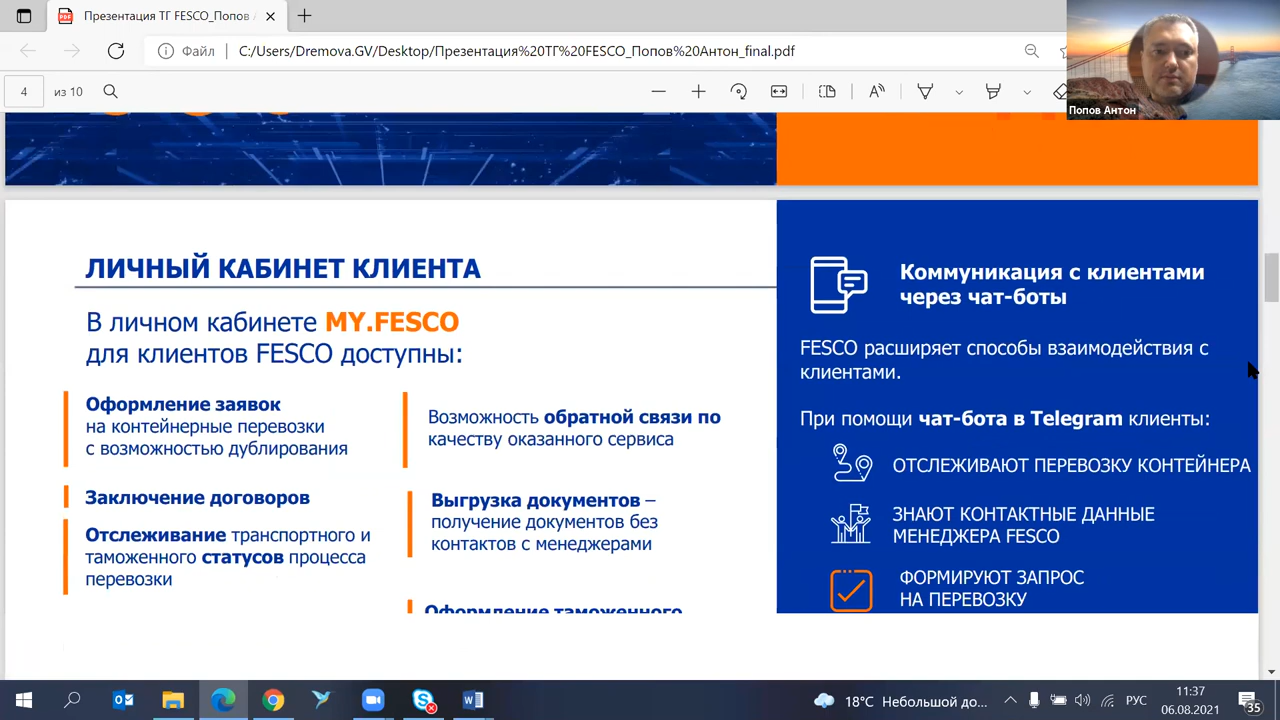 Презентация ТГ FESCO_Попов
Файл
C:/Users/Dremova.GV/Desktop/Презентация%20ТГ%20FESCO_Попов%20Антон_final.pdf
4 из 10
Попов Антон
ЛИЧНЫЙ КАБИНЕТ КЛИЕНТА
В личном кабинете MY.FESCO
для клиентов FESCO доступны:
Оформление заявок
на контейнерные перевозки
с возможностью дублирования
Заключение договоров
Отслеживание транспортного и
таможенного статусов процесса
перевозки
Возможность обратной связи по
качеству оказанного сервиса
Выгрузка документов –
получение документов без
контактов с менеджерами
Оформление таможенного
Коммуникация с клиентами
через чат-боты
FESCO расширяет способы взаимодействия с
клиентами.
При помощи чат-бота в Telegram клиенты:
ОТСЛЕЖИВАЮТ ПЕРЕВОЗКУ КОНТЕЙНЕРА
ЗНАЮТ КОНТАКТНЫЕ ДАННЫЕ
МЕНЕДЖЕРА FESCO
ФОРМИРУЮТ ЗАПРОС
НА ПЕРЕВОЗКУ
18°C Небольшой до...
РУС
11:37
06.08.2021
35